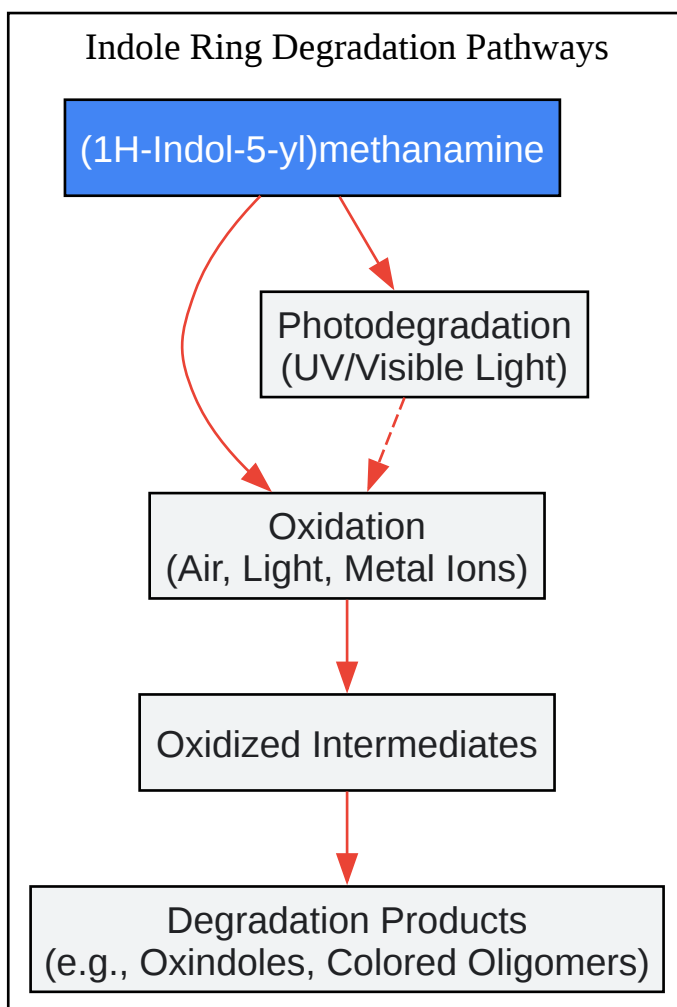 Indole Ring Degradation Pathways
(1H-Indol-5-yl)methanamine
Photodegradation
(UV/Visible Light)
Oxidation
(Air, Light, Metal Ions)
Oxidized Intermediates
Degradation Products
(e.g., Oxindoles, Colored Oligomers)